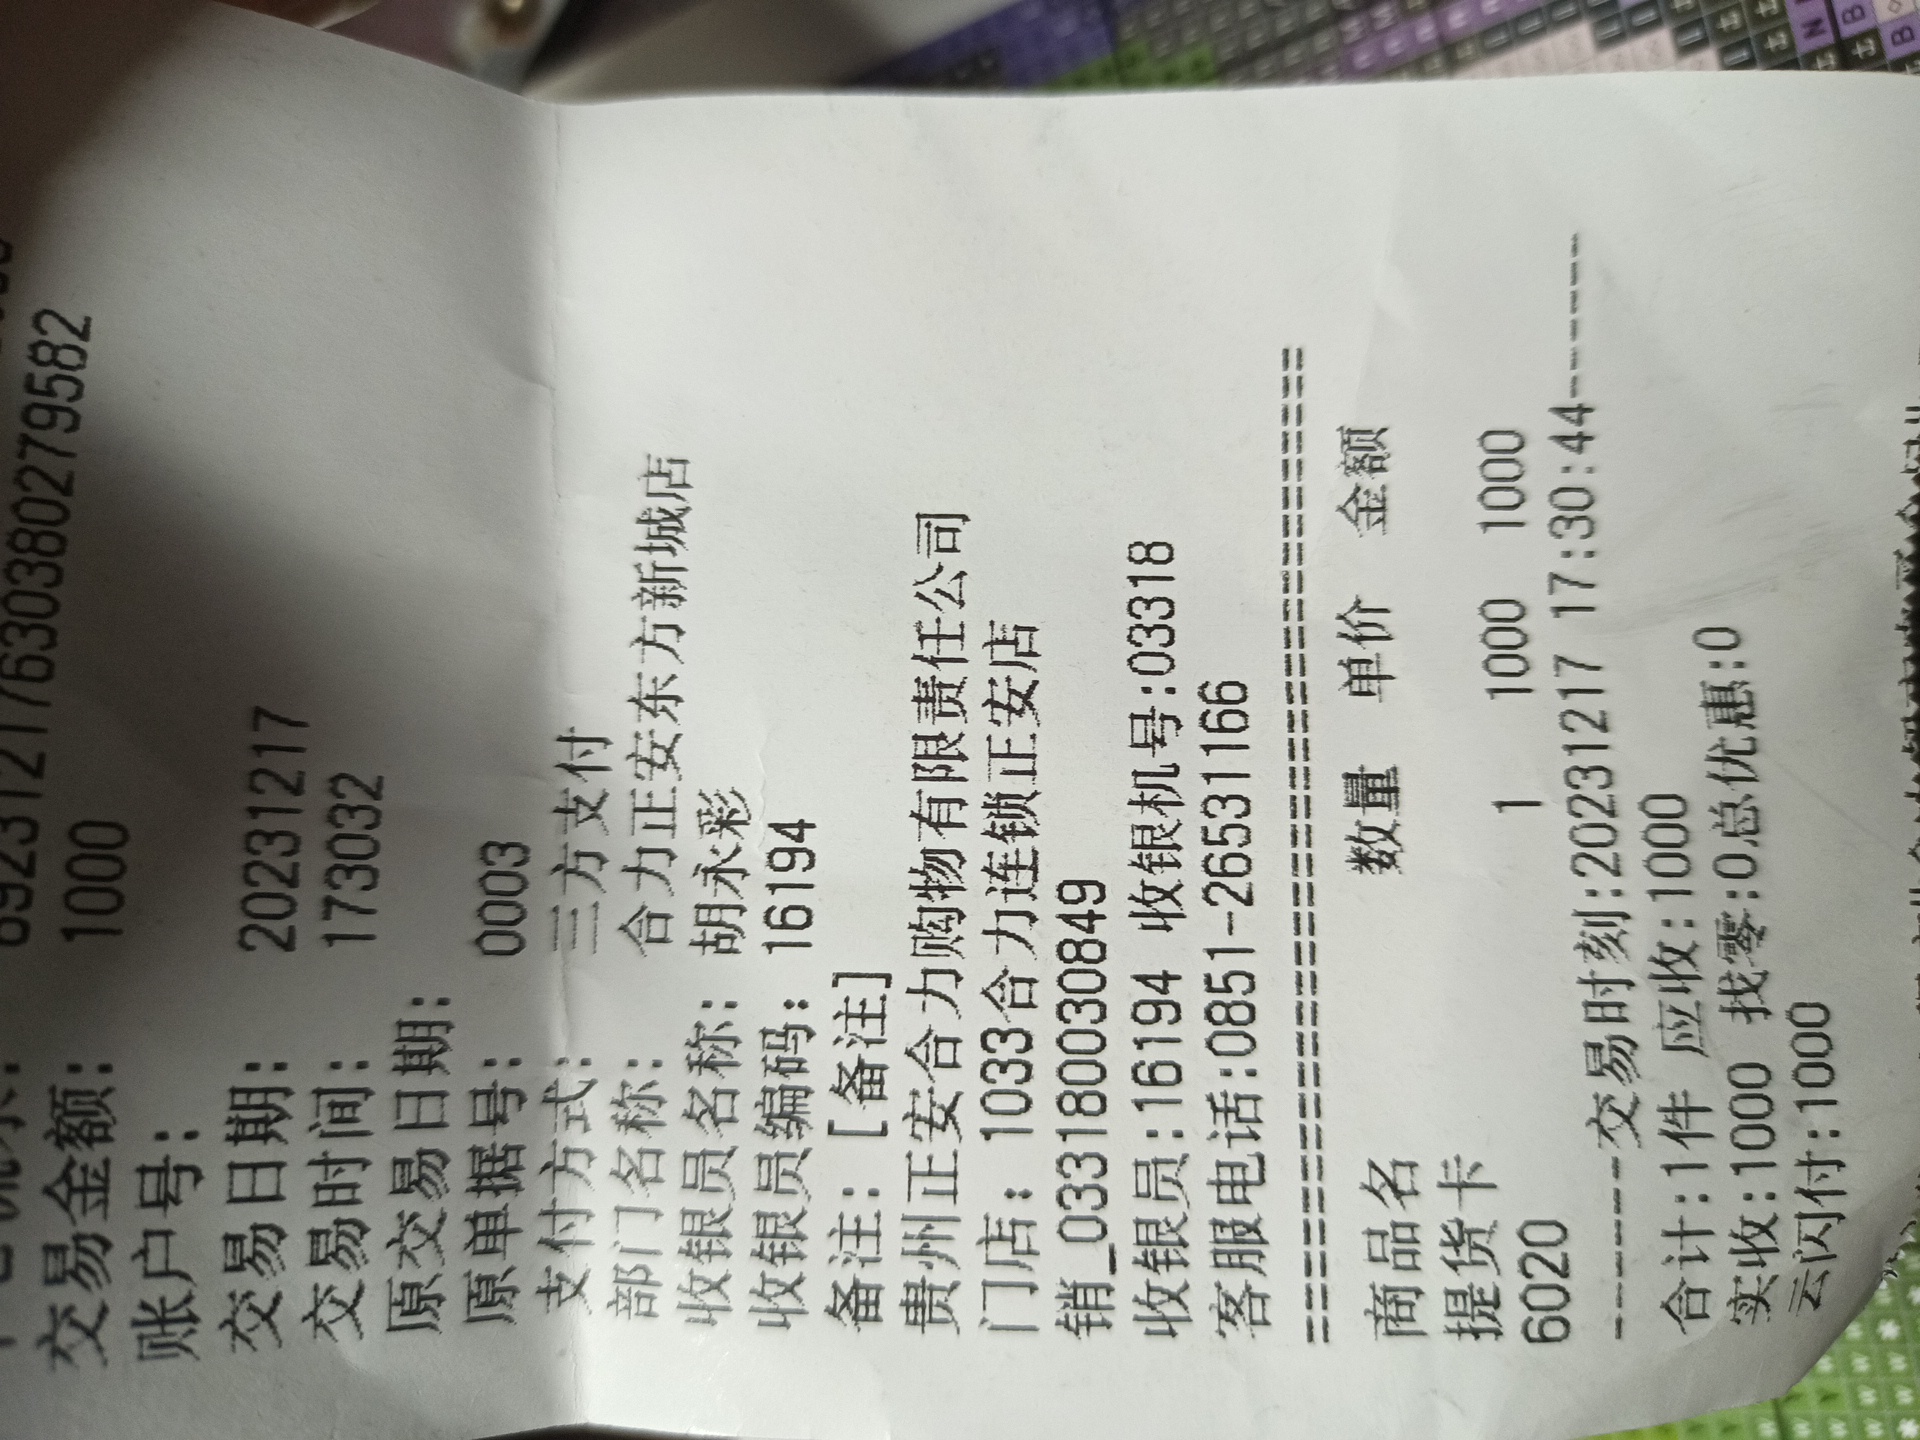 6923121763038027958２
交易金额: 1000
账户号:
交易日期: 20231217
交易时间: 173032
原交易日期:
原单据号: 0003
支付方式: 三方支付
部门名称: 合力正安东方新城店
收银员名称: 胡永彩
收银员编码: 16194
备注: [备注]
贵州正安合力购物有限责任公司
门店: 1033合力连锁正安店
销_0331800030849
收银员:16194 收银机号:03318
客服电话:0851-26531166
==========================================
商品名 数量 单价 金额
提货卡
6020 1 1000 1000
------交易时刻:20231217 17:30:44--------
合计:1件 应收:1000
实收:1000 找零:0总优惠:0
云闪付:1000